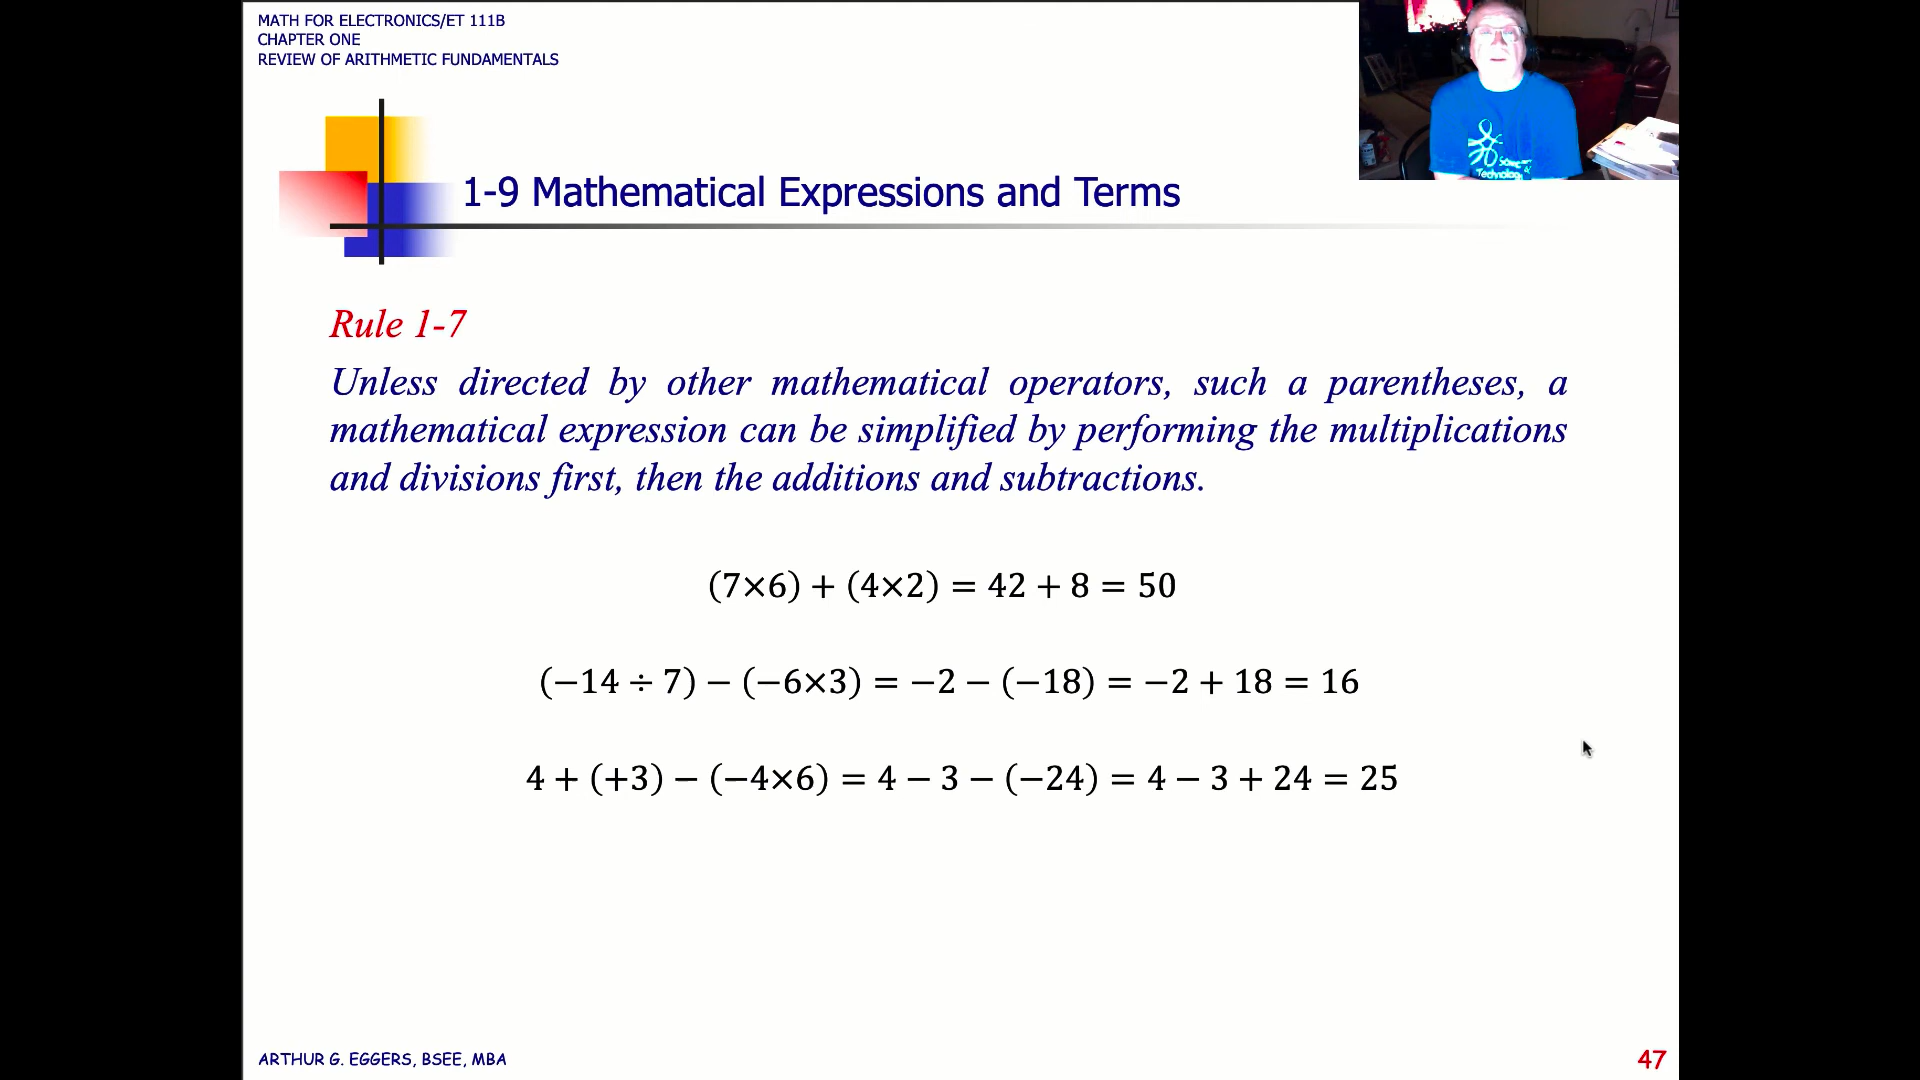 MATH FOR ELECTRONICS/ET 111B
CHAPTER ONE
REVIEW OF ARITHMETIC FUNDAMENTALS
1-9 Mathematical Expressions and Terms
Rule 1-7
Unless directed by other mathematical operators, such a parentheses, a
mathematical expression can be simplified by performing the multiplications
and divisions first, then the additions and subtractions.
(7×6) + (4×2) = 42 + 8 = 50
(−14 ÷ 7) − (−6×3) = −2 − (−18) = −2 + 18 = 16
4 + (+3) − (−4×6) = 4 − 3 − (−24) = 4 − 3 + 24 = 25
ARTHUR G. EGGERS, BSEE, MBA
47